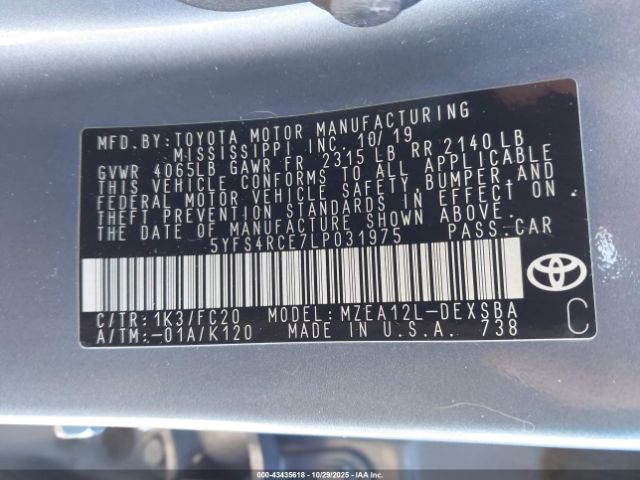 MFD.BY:TOYOTA MOTOR MANUFACTURING
MISSISSIPPI INC. 10/19
GVWR 4065LB GAWR FR 2315 LB RR 2140 LB
THIS VEHICLE CONFORMS TO ALL APPLICABLE
FEDERAL MOTOR VEHICLE SAFETY,BUMPER AND
THEFT PREVENTION STANDARDS IN EFFECT ON
THE DATE OF MANUFACTURE SHOWN ABOVE.
5YFS4RCE7LP031975 PASS-CAR
C/TR:1K3/FC20 MODEL:MZEA12L-DEXSBA
A/TM:-01A/K120 MADE IN U.S.A. 738
C
000-43435618 - 10/29/2025 - IAAI.COM